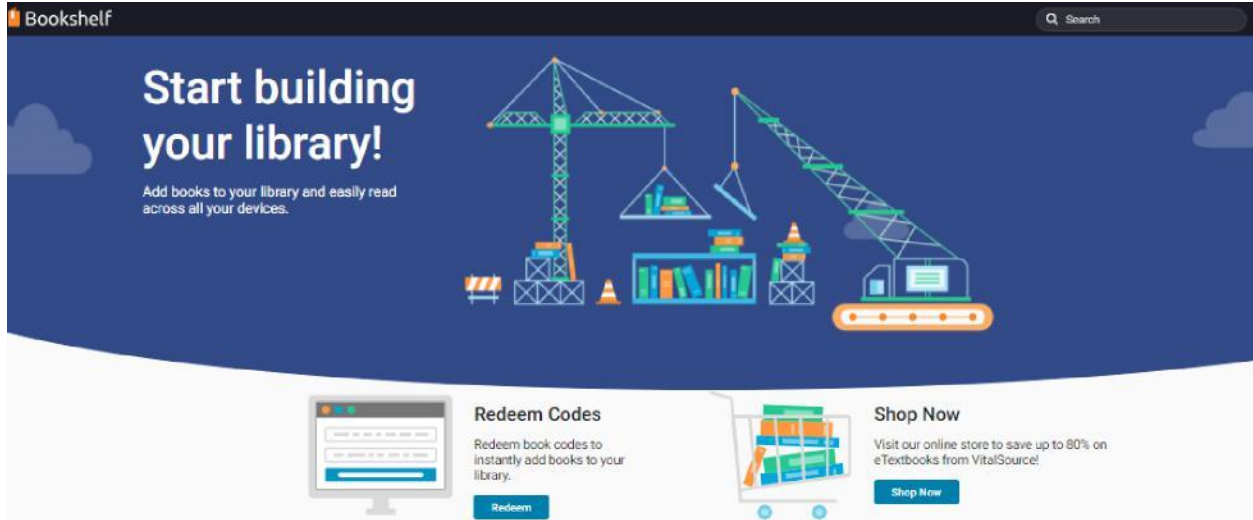 Bookshelf
Search
Start building
your library!
Add books to your library and easily read
across all your devices.
Redeem Codes
Redeem book codes to
instantly add books to your
library.
Redeem
Shop Now
Visit our online store to save up to 80% on
eTextbooks from VitalSource!
Shop Now